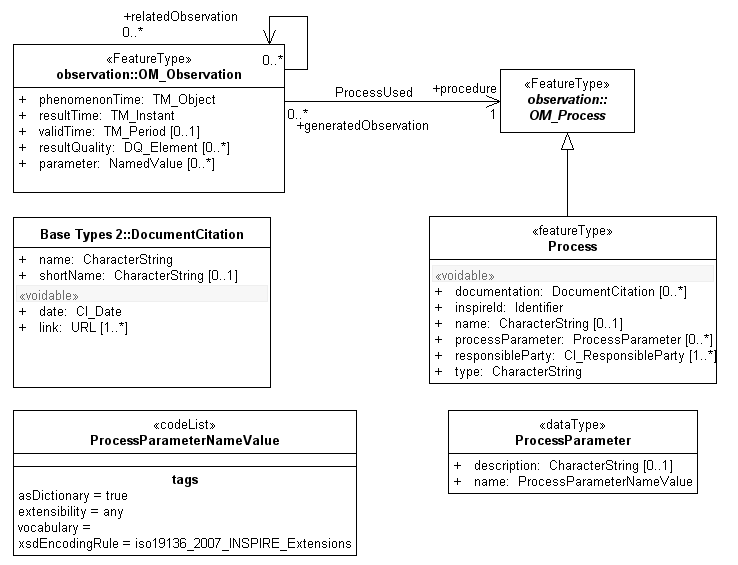 +relatedObservation
0..*
0..*
«FeatureType»
observation::OM_Observation
+ phenomenonTime: TM_Object
+ resultTime: TM_Instant
+ validTime: TM_Period [0..1]
+ resultQuality: DQ_Element [0..*]
+ parameter: NamedValue [0..*]
ProcessUsed
+procedure
0..*
+generatedObservation
1
«FeatureType»
observation::
OM_Process
Base Types 2::DocumentCitation
+ name: CharacterString
+ shortName: CharacterString [0..1]
«voidable»
+ date: CI_Date
+ link: URL [1..*]
«featureType»
Process
«voidable»
+ documentation: DocumentCitation [0..*]
+ inspireId: Identifier
+ name: CharacterString [0..1]
+ processParameter: ProcessParameter [0..*]
+ responsibleParty: CI_ResponsibleParty [1..*]
+ type: CharacterString
«codeList»
ProcessParameterNameValue
tags
asDictionary = true
extensibility = any
vocabulary =
xsdEncodingRule = iso19136_2007_INSPIRE_Extensions
«dataType»
ProcessParameter
+ description: CharacterString [0..1]
+ name: ProcessParameterNameValue